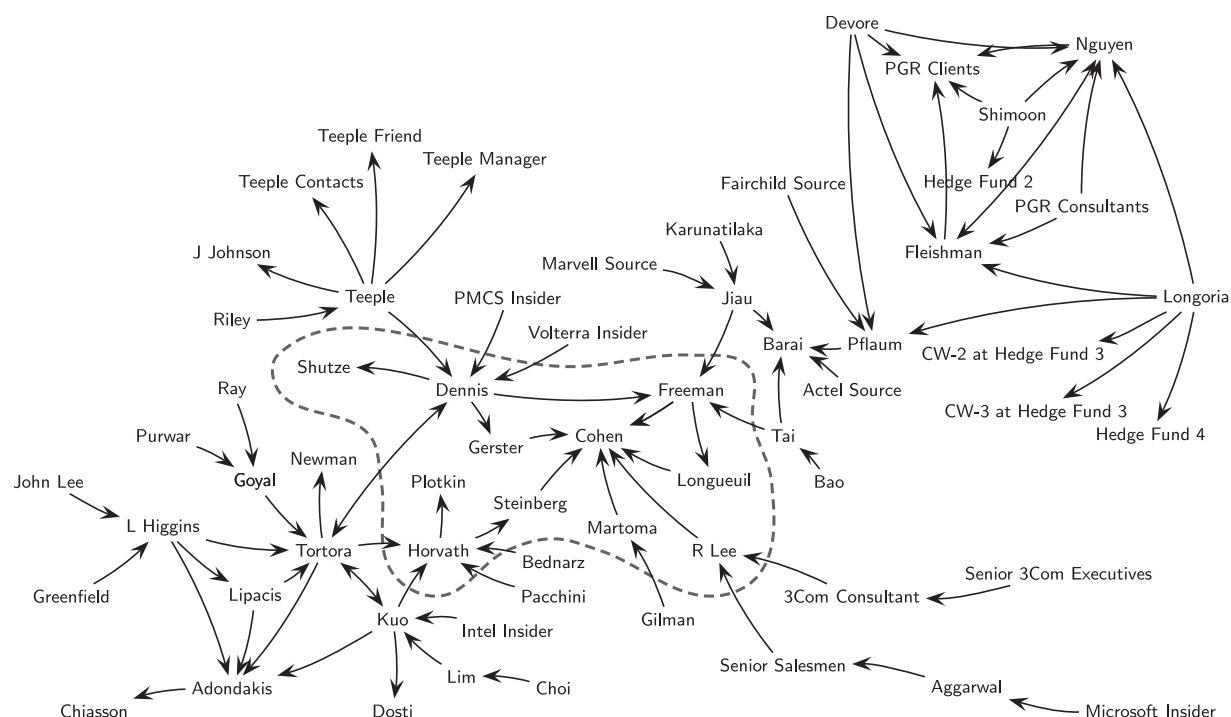 Devore
Nguyen
PGR Clients
Shimoon
Teeple Friend
Teeple Manager
Teeple Contacts
Fairchild Source
Hedge Fund 2
PGR Consultants
Karunatilaka
J Johnson
Fleishman
Marvell Source
Teeple
PMCS Insider
Jiau
Longoria
Riley
Volterra Insider
Barai
Pflaum
CW-2 at Hedge Fund 3
Shutze
Ray
Dennis
Freeman
Actel Source
CW-3 at Hedge Fund 3
Purwar
Gerster
Cohen
Tai
Hedge Fund 4
Newman
John Lee
Goyal
Plotkin
Longueuil
Bao
Steinberg
L Higgins
Martoma
Tortora
Horvath
R Lee
Bednarz
Senior 3Com Executives
Greenfield
Lipacis
Pacchini
3Com Consultant
Kuo
Gilman
Intel Insider
Senior Salesmen
Lim
Adondakis
Choi
Aggarwal
Chiasson
Dosti
Microsoft Insider